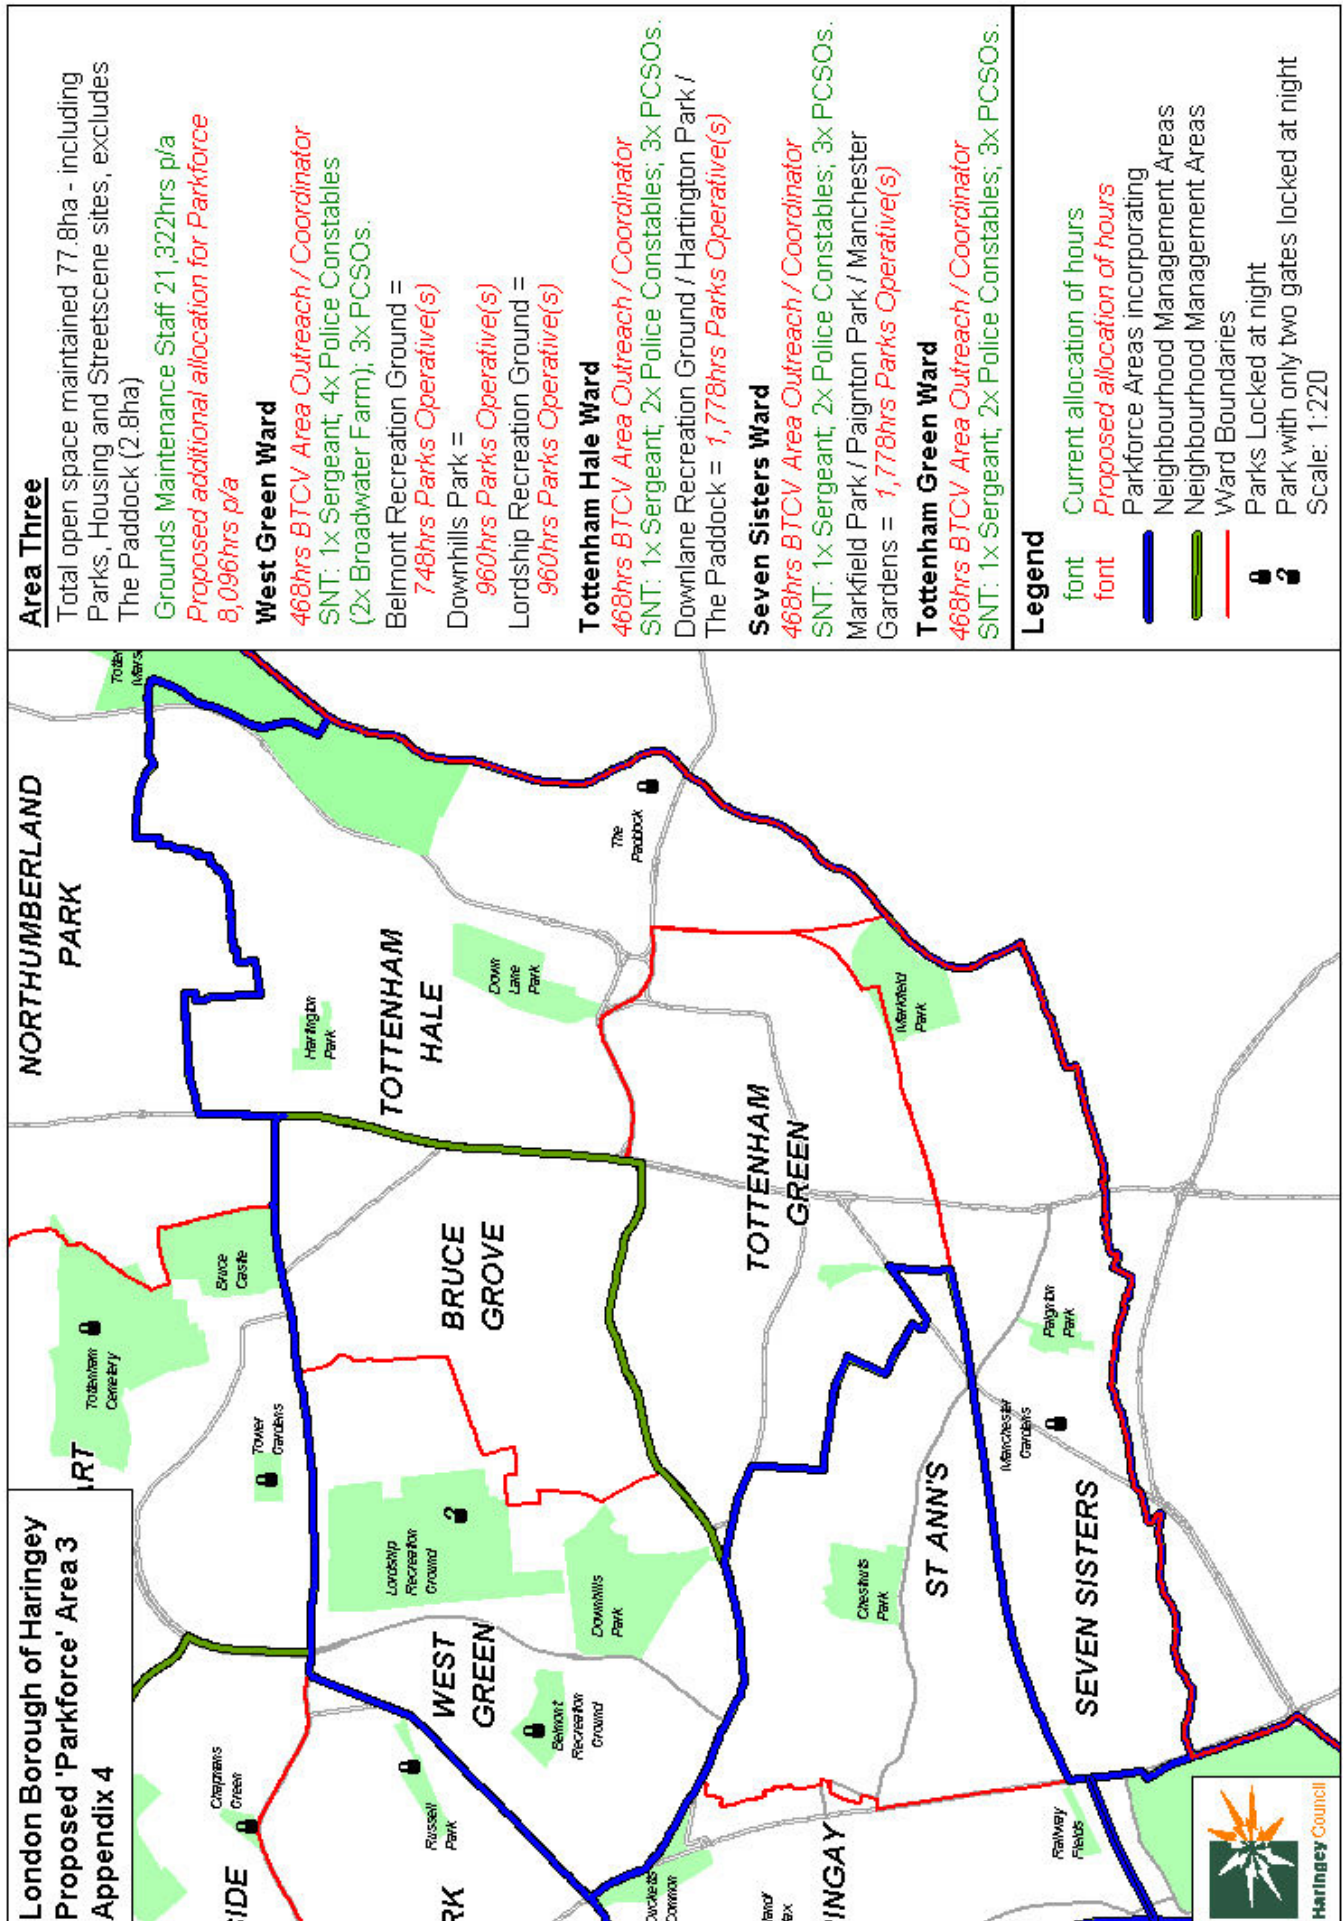 London Borough of Haringey
Proposed 'Parkforce' Area 3
Appendix 4
NORTHUMBERLAND
PARK
Tottenham
Cemetery
Bruce
Castle
Tower
Gardens
Chapmans
Green
Hartington
Park
TOTTENHAM
HALE
Down
Lane
Park
The
Paddock
BRUCE
GROVE
Lordship
Recreation
Ground
Downhills
Park
WEST
GREEN
Belmont
Recreation
Ground
Russell
Park
TOTTENHAM
GREEN
Markfield
Park
Paignton
Park
Manchester
Gardens
ST ANN'S
Chestnuts
Park
SEVEN SISTERS
Railway
Fields
ART
SIDE
RK
INGAY
Haringey Council
Area Three
Total open space maintained 77.8ha - including
Parks, Housing and Streetscene sites, excludes
The Paddock (2.8ha)
Grounds Maintenance Staff 21,322hrs p/a
Proposed additional allocation for Parkforce
8,096hrs p/a
West Green Ward
468hrs BTCV Area Outreach / Coordinator
SNT: 1x Sergeant; 4x Police Constables
(2x Broadwater Farm); 3x PCSOs.
Belmont Recreation Ground =
748hrs Parks Operative(s)
Downhills Park =
960hrs Parks Operative(s)
Lordship Recreation Ground =
960hrs Parks Operative(s)
Tottenham Hale Ward
468hrs BTCV Area Outreach / Coordinator
SNT: 1x Sergeant; 2x Police Constables; 3x PCSOs.
Downlane Recreation Ground / Hartington Park /
The Paddock = 1,778hrs Parks Operative(s)
Seven Sisters Ward
468hrs BTCV Area Outreach / Coordinator
SNT: 1x Sergeant; 2x Police Constables; 3x PCSOs.
Markfield Park / Paignton Park / Manchester
Gardens = 1,778hrs Parks Operative(s)
Tottenham Green Ward
468hrs BTCV Area Outreach / Coordinator
SNT: 1x Sergeant; 2x Police Constables; 3x PCSOs.
Legend
font Current allocation of hours
font Proposed allocation of hours
Parkforce Areas incorporating
Neighbourhood Management Areas
Neighbourhood Management Areas
Ward Boundaries
Parks Locked at night
Park with only two gates locked at night
Scale: 1:220